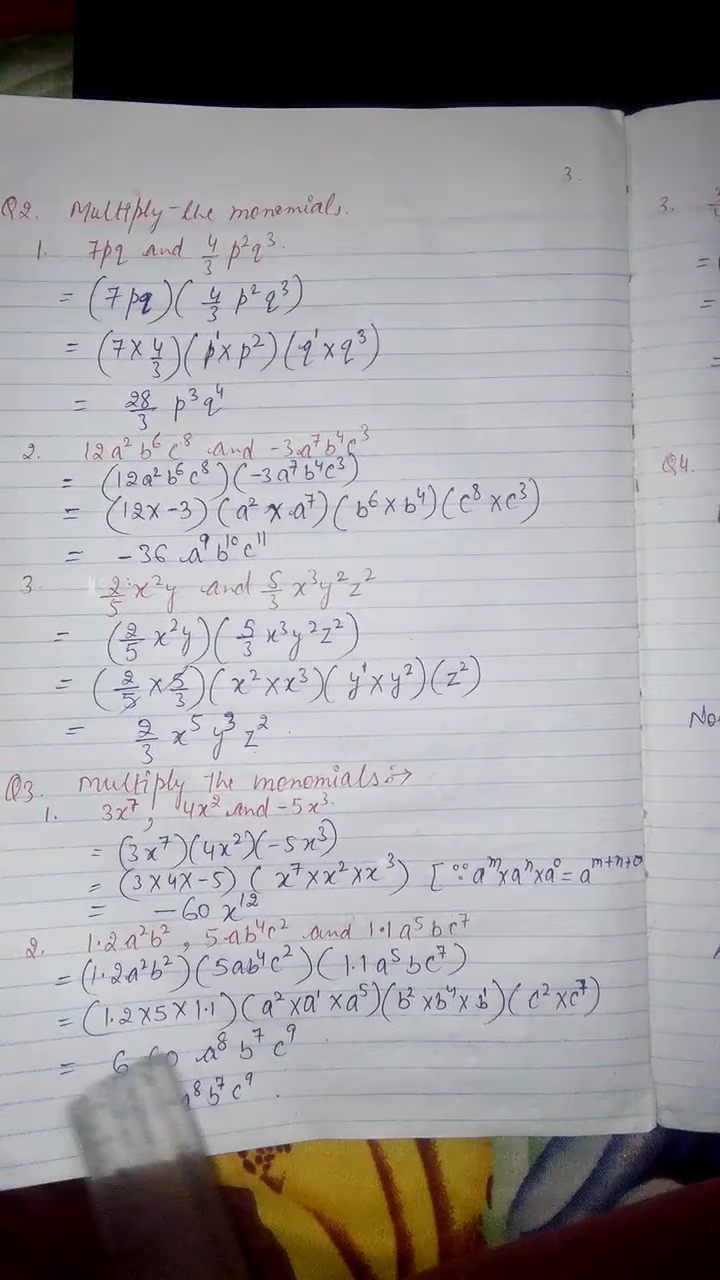 3.
Q2. Multiply the monomials.
1. 7pq and 4/3 p²q³.
= (7pq)(4/3 p²q³)
= (7×4/3)(p¹×p²)(q¹×q³)
= 28/3 p³q⁴
2. 12a²b⁶c⁸ and -3a⁷b⁴c³
= (12a²b⁶c⁸)(-3a⁷b⁴c³)
= (12×-3)(a²×a⁷)(b⁶×b⁴)(c⁸×c³)
= -36 a⁹b¹⁰c¹¹
3. 2/5 x²y and 5/3 x³y²z²
= (2/5 x²y)(5/3 x³y²z²)
= (2/5 × 5/3)(x²×x³)(y¹×y²)(z²)
= 2/3 x⁵y³z².
Q3. Multiply the monomials:→
1. 3x⁷, 4x² and -5x³.
= (3x⁷)(4x²)(-5x³)
= (3×4×-5)(x⁷×x²×x³) [∵aᵐ×aⁿ×aᵒ=aᵐ⁺ⁿ⁺ᵒ
= -60x¹²
2. 1.2a²b², 5ab⁴c² and 1.1a⁵bc⁷
= (1.2a²b²)(5ab⁴c²)(1.1a⁵bc⁷)
= (1.2×5×1.1)(a²×a¹×a⁵)(b²×b⁴×b¹)(c²×c⁷)
= a⁸b⁷c⁹
a⁸b⁷c⁹.
3.
=
=
=
Q4.
No